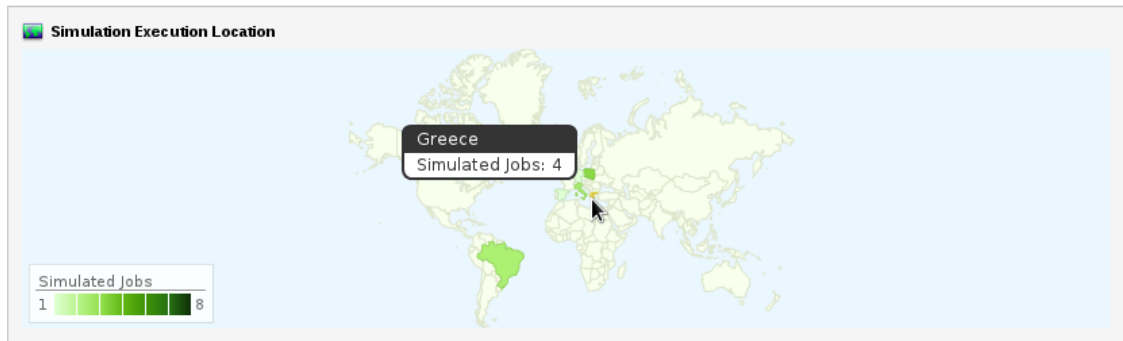 Simulation Execution Location
Greece
Simulated Jobs: 4
Simulated Jobs
1 8